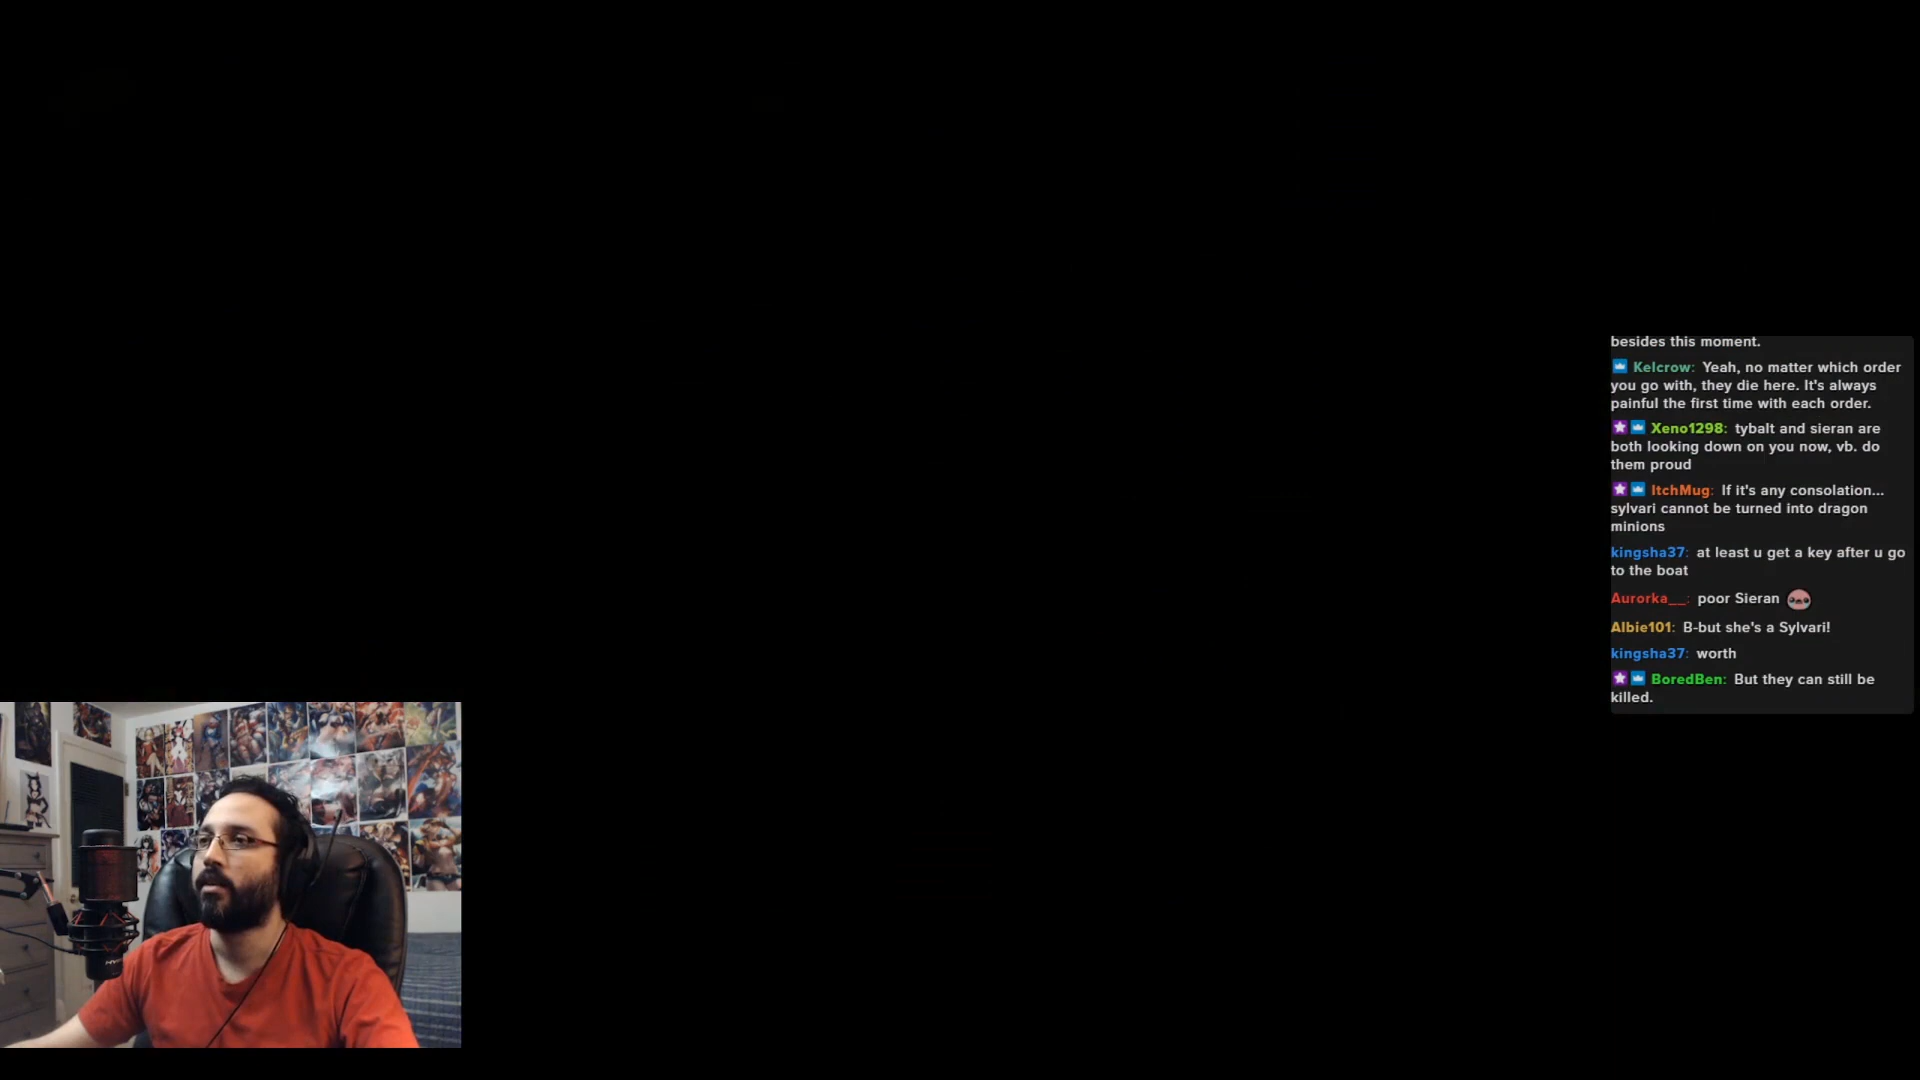 besides this moment.
Kelcrow: Yeah, no matter which order
you go with, they die here. It's always
painful the first time with each order.
Xeno1298: tybalt and sieran are
both looking down on you now, vb. do
them proud
ItchMug: If it's any consolation...
sylvari cannot be turned into dragon
minions
kingsha37: at least u get a key after u go
to the boat
Aurorka__: poor Sieran
Albie101: B-but she's a Sylvari!
kingsha37: worth
BoredBen: But they can still be
killed.